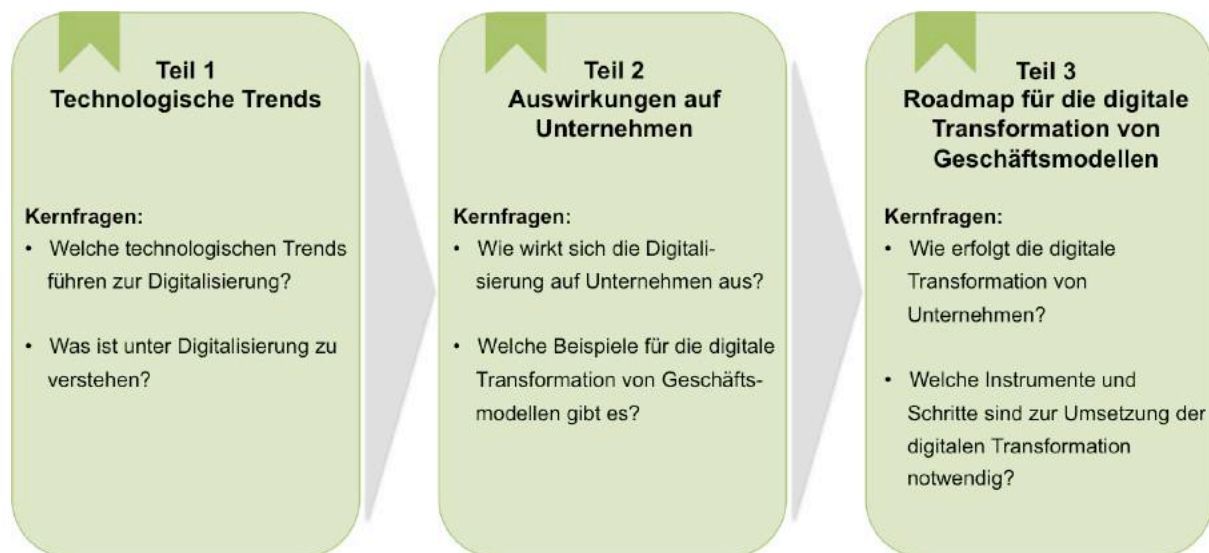 Teil 1
Technologische Trends
Kernfragen:
• Welche technologischen Trends
führen zur Digitalisierung?
• Was ist unter Digitalisierung zu
verstehen?
Teil 2
Auswirkungen auf
Unternehmen
Kernfragen:
• Wie wirkt sich die Digitali-
sierung auf Unternehmen aus?
• Welche Beispiele für die digitale
Transformation von Geschäfts-
modellen gibt es?
Teil 3
Roadmap für die digitale
Transformation von
Geschäftsmodellen
Kernfragen:
• Wie erfolgt die digitale
Transformation von
Unternehmen?
• Welche Instrumente und
Schritte sind zur Umsetzung der
digitalen Transformation
notwendig?